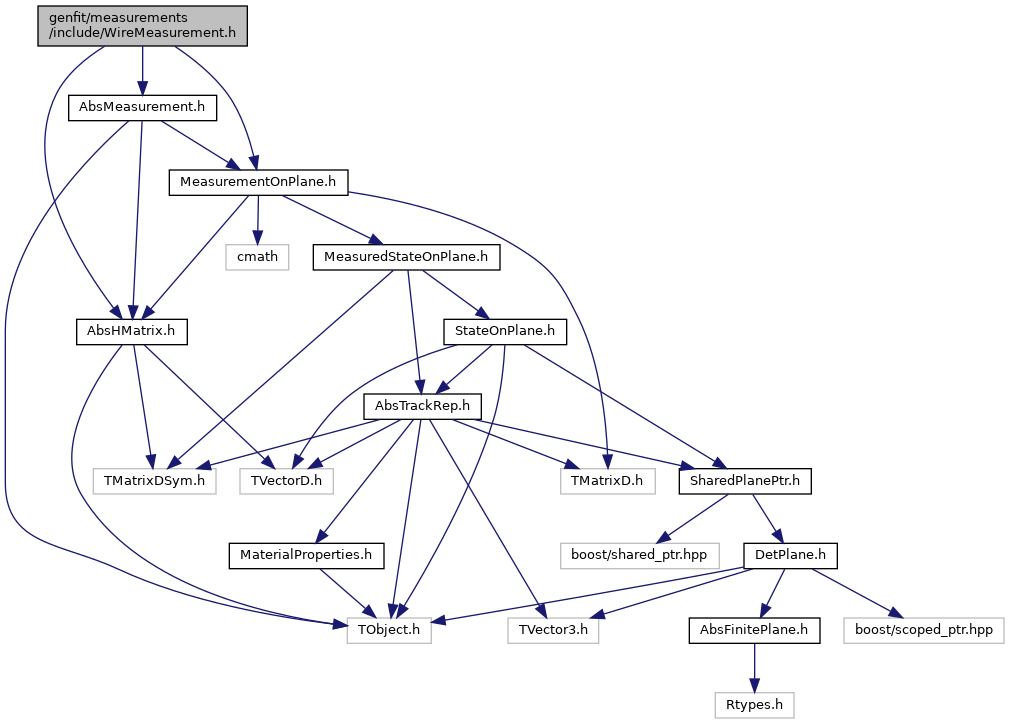 genfit/measurements
/include/WireMeasurement.h
AbsMeasurement.h
MeasurementOnPlane.h
cmath
MeasuredStateOnPlane.h
AbsHMatrix.h
StateOnPlane.h
AbsTrackRep.h
TMatrixDSym.h
TVectorD.h
TMatrixD.h
SharedPlanePtr.h
MaterialProperties.h
boost/shared_ptr.hpp
DetPlane.h
TObject.h
TVector3.h
AbsFinitePlane.h
boost/scoped_ptr.hpp
Rtypes.h